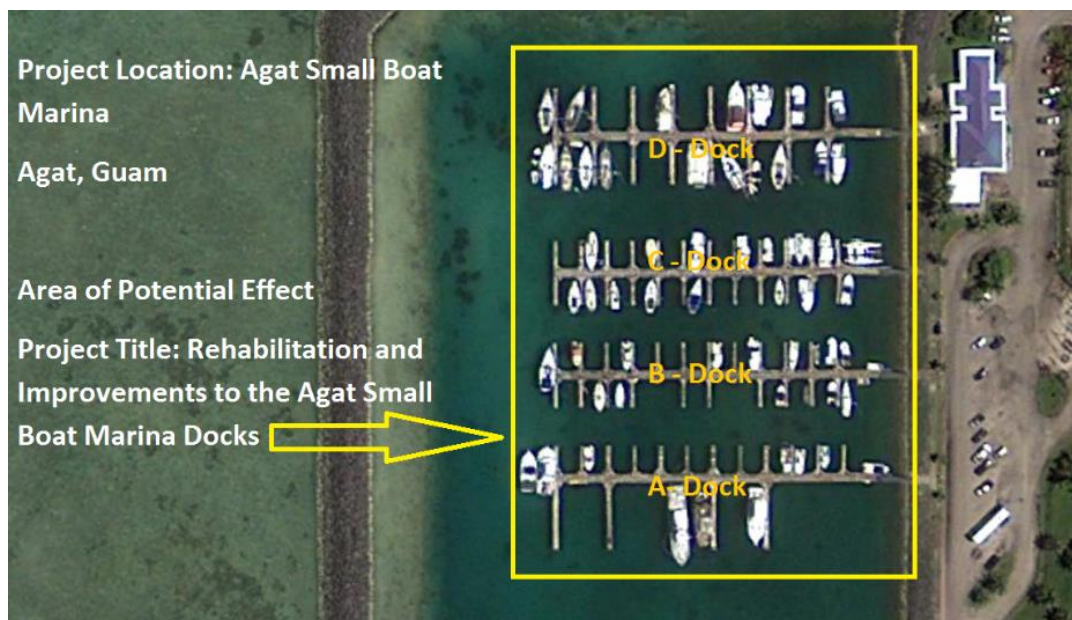 Project Location: Agat Small Boat
Marina
Agat, Guam
Area of Potential Effect
Project Title: Rehabilitation and
Improvements to the Agat Small
Boat Marina Docks
D - Dock
C - Dock
B - Dock
A - Dock